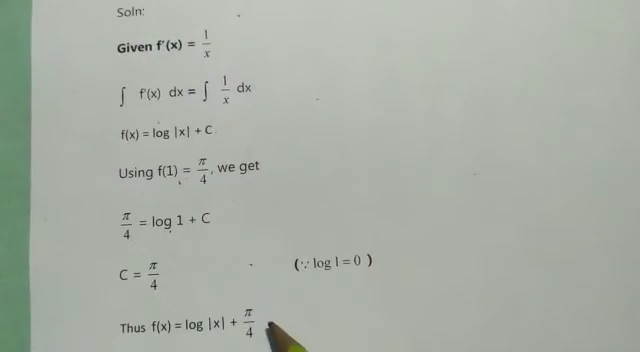 Soln:
Given f'(x) = 1/x
∫ f'(x) dx = ∫ 1/x dx
f(x) = log |x| + C
Using f(1) = π/4, we get
π/4 = log 1 + C
C = π/4 (∵ log 1 = 0 )
Thus f(x) = log |x| + π/4